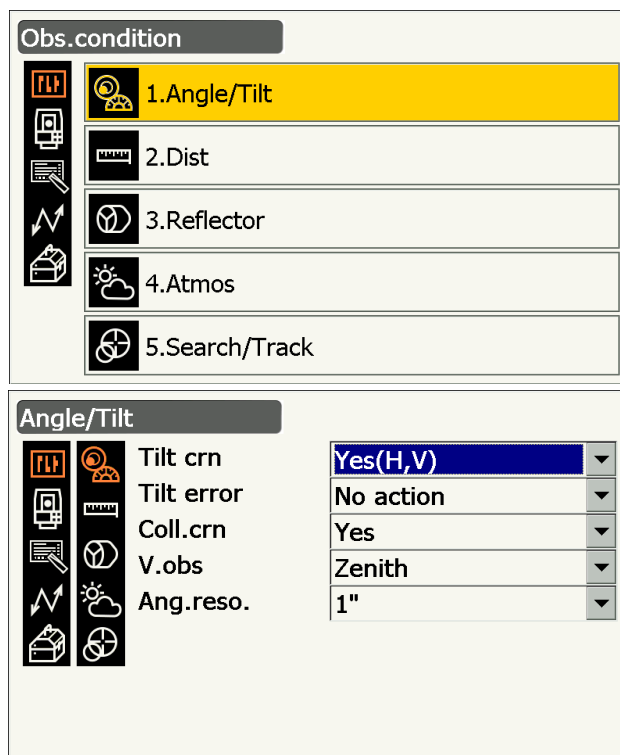 Obs.condition
1.Angle/Tilt
2.Dist
3.Reflector
4.Atmos
5.Search/Track
Angle/Tilt
Tilt crn Yes(H,V)
Tilt error No action
Coll.crn Yes
V.obs Zenith
Ang.reso. 1"